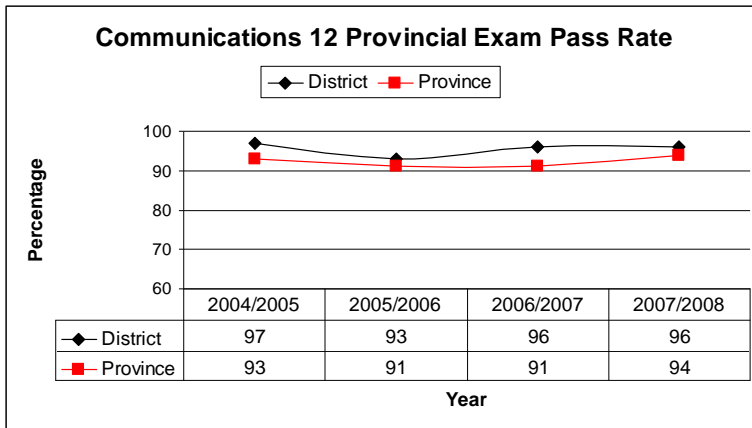 Communications 12 Provincial Exam Pass Rate
District Province
100
90
80
70
60
Percentage
2004/2005 2005/2006 2006/2007 2007/2008
District 97 93 96 96
Province 93 91 91 94
Year